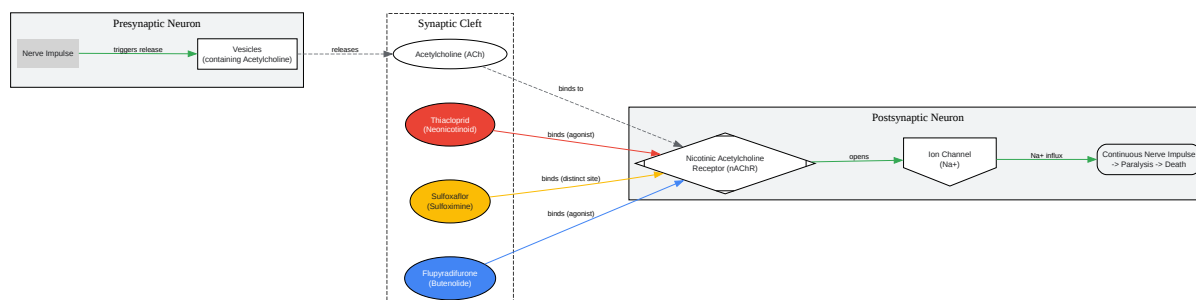 Presynaptic Neuron
Nerve Impulse
triggers release
Vesicles
(containing Acetylcholine)
releases
Synaptic Cleft
Acetylcholine (ACh)
binds to
Thiacloprid
(Neonicotinoid)
binds (agonist)
Sulfoxaflor
(Sulfoximine)
binds (distinct site)
Flupyradifurone
(Butenolide)
binds (agonist)
Postsynaptic Neuron
Nicotinic Acetylcholine
Receptor (nAChR)
opens
Ion Channel
(Na+)
Na+ influx
Continuous Nerve Impulse
-> Paralysis -> Death